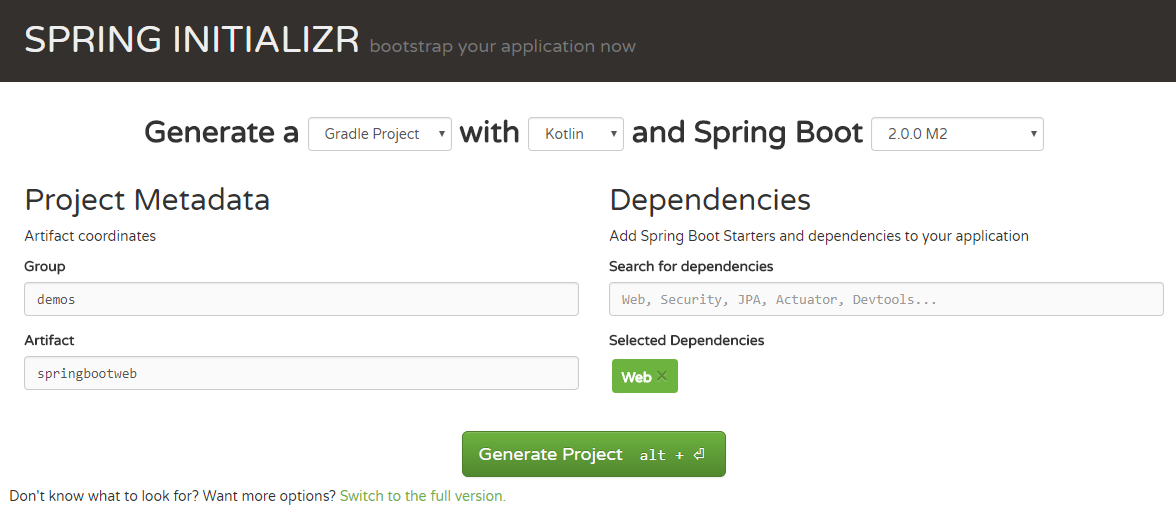 SPRING INITIALIZR bootstrap your application now
Generate a Gradle Project with Kotlin and Spring Boot 2.0.0 M2
Project Metadata
Artifact coordinates
Group
demos
Artifact
springbootweb
Dependencies
Add Spring Boot Starters and dependencies to your application
Search for dependencies
Web, Security, JPA, Actuator, Devtools...
Selected Dependencies
Web ×
Generate Project alt + ⏎
Don't know what to look for? Want more options? Switch to the full version.